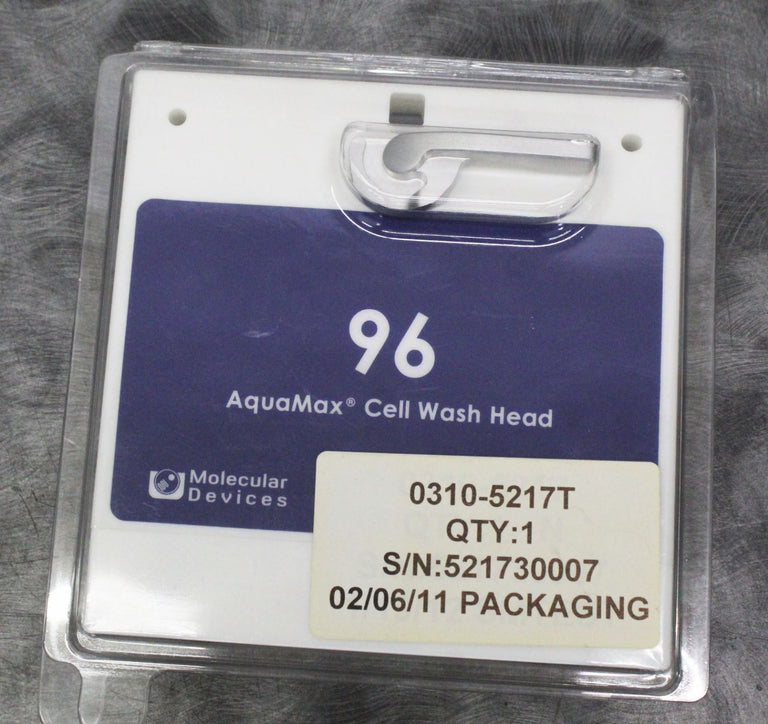 96
AquaMax® Cell Wash Head
Molecular
Devices
0310-5217T
QTY:1
S/N:521730007
02/06/11 PACKAGING